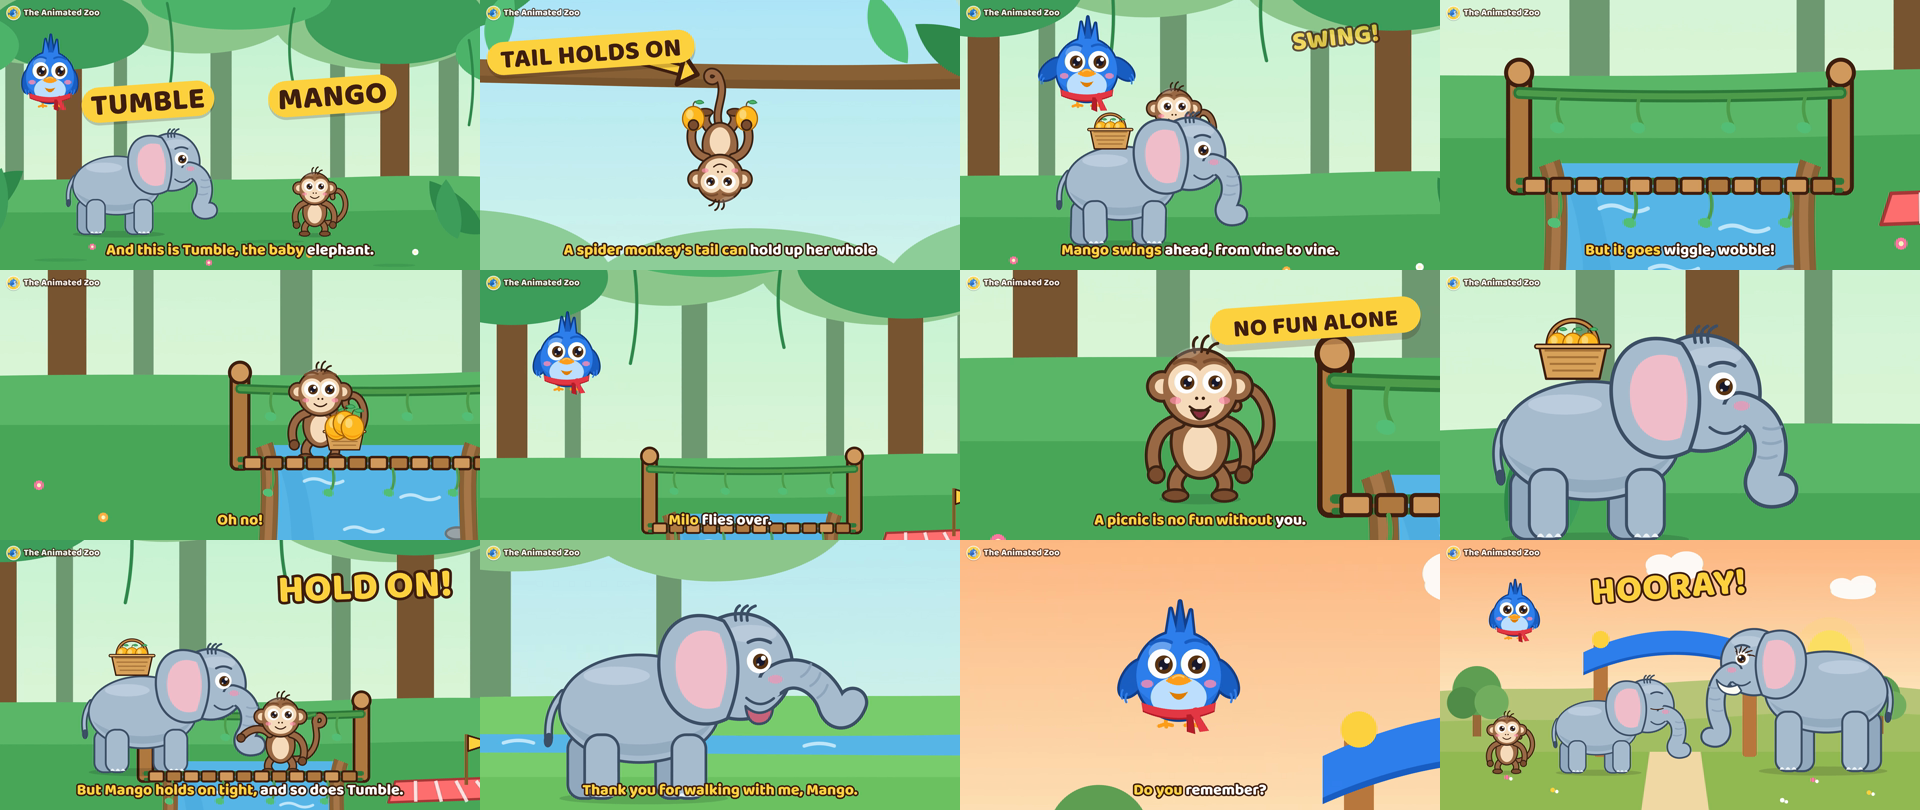 The Animated Zoo
TUMBLE
MANGO
And this is Tumble, the baby elephant.
The Animated Zoo
TAIL HOLDS ON
A spider monkey's tail can hold up her whole
The Animated Zoo
SWING!
Mango swings ahead, from vine to vine.
The Animated Zoo
But it goes wiggle, wobble!
The Animated Zoo
Oh no!
The Animated Zoo
Milo flies over.
The Animated Zoo
NO FUN ALONE
A picnic is no fun without you.
The Animated Zoo
The Animated Zoo
HOLD ON!
But Mango holds on tight, and so does Tumble.
The Animated Zoo
Thank you for walking with me, Mango.
The Animated Zoo
Do you remember?
The Animated Zoo
HOORAY!